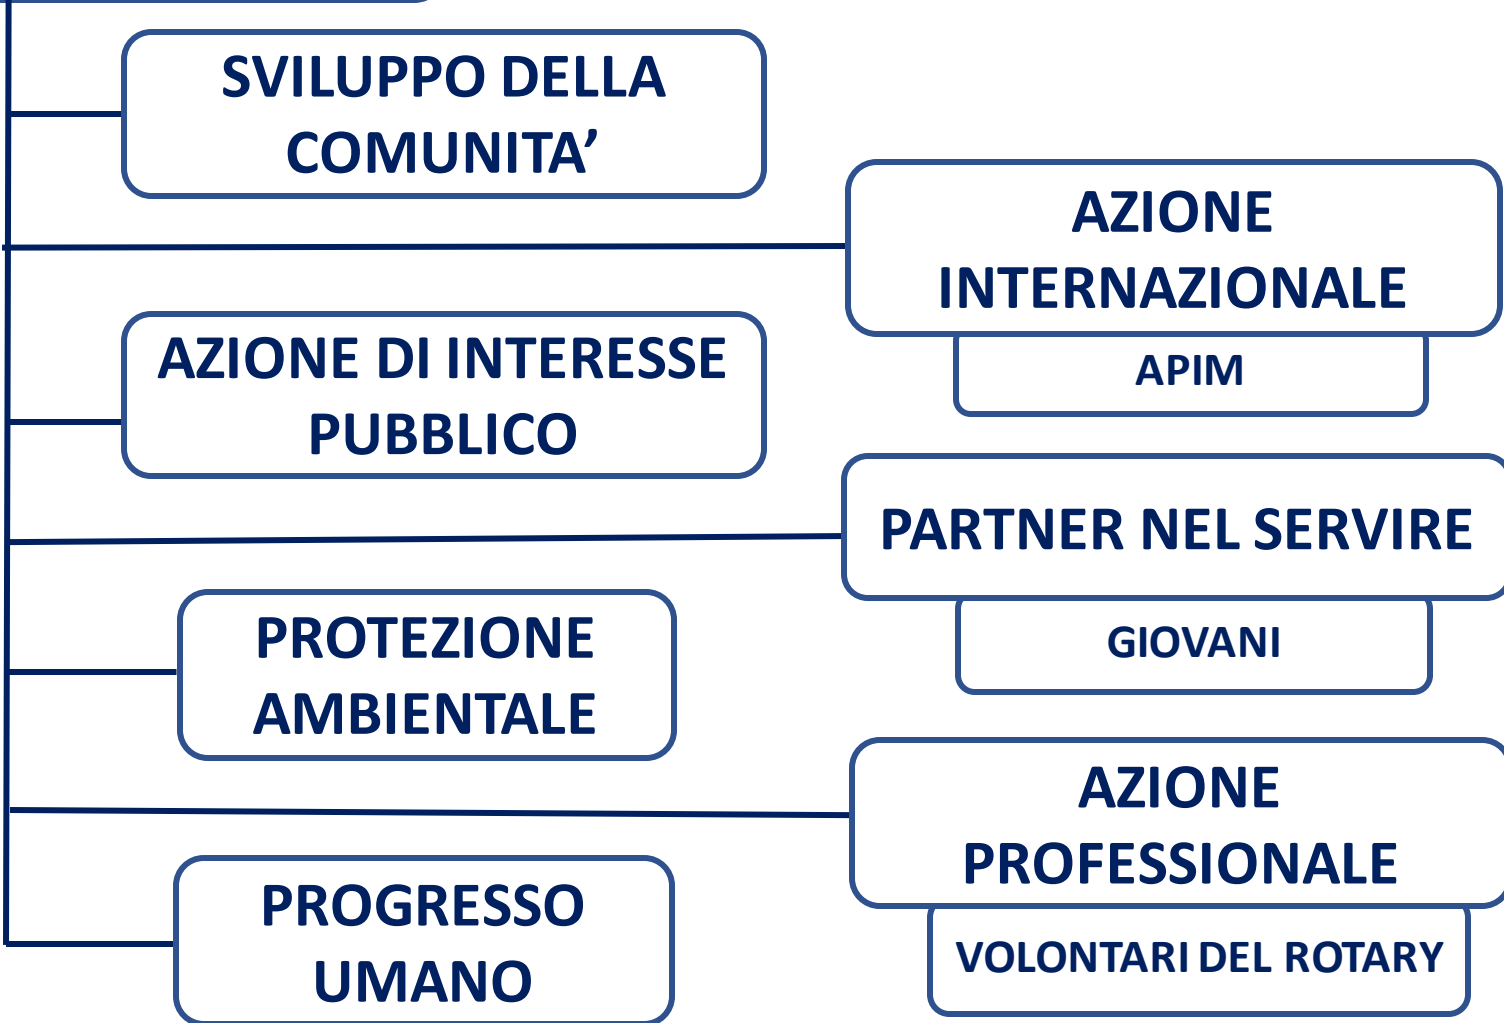 SVILUPPO DELLA
COMUNITA’
AZIONE
INTERNAZIONALE
APIM
AZIONE DI INTERESSE
PUBBLICO
PARTNER NEL SERVIRE
GIOVANI
PROTEZIONE
AMBIENTALE
AZIONE
PROFESSIONALE
VOLONTARI DEL ROTARY
PROGRESSO
UMANO